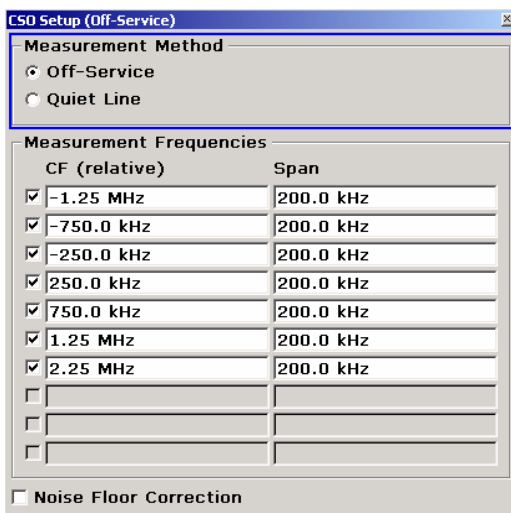 CSO Setup (Off-Service)
Measurement Method
Off-Service
Quiet Line
Measurement Frequencies
CF (relative) Span
-1.25 MHz 200.0 kHz
-750.0 kHz 200.0 kHz
-250.0 kHz 200.0 kHz
250.0 kHz 200.0 kHz
750.0 kHz 200.0 kHz
1.25 MHz 200.0 kHz
2.25 MHz 200.0 kHz
Noise Floor Correction